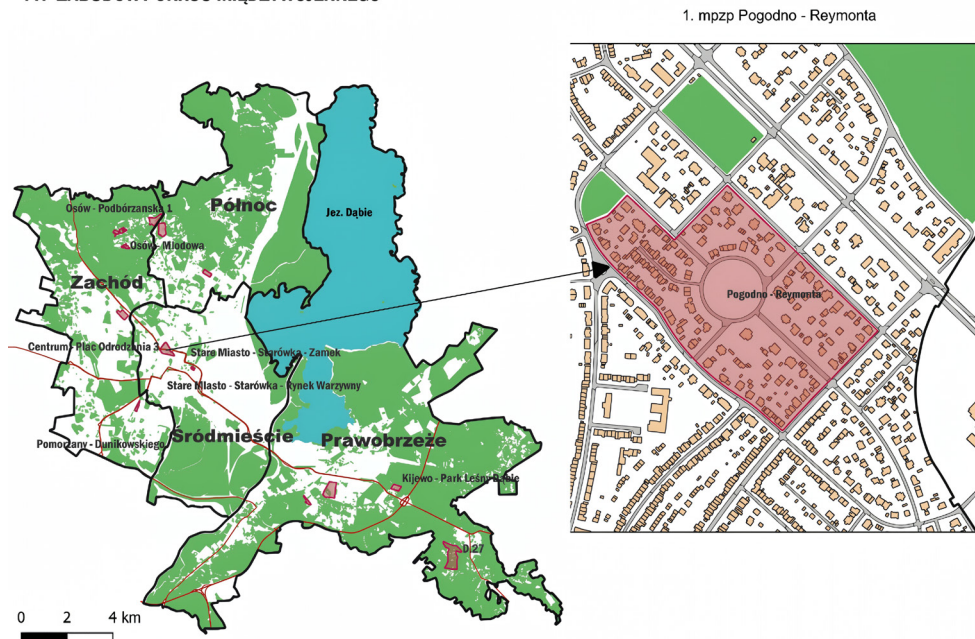 1. mpzp Pogodno - Reymonta
Północ
Jez. Dąbie
Osów - Podbórzańska 1
Osów - Miodowa
Zachód
Pogodno - Reymonta
Centrum - Plac Odrodzenia 3
Stare Miasto - Starówka - Zamek
Stare Miasto - Starówka - Rynek Warzywny
Śródmieście
Prawobrzeże
Pomorzany - Dunikowskiego
Kijewo - Park Leśny Dąbie
D 27
0 2 4 km